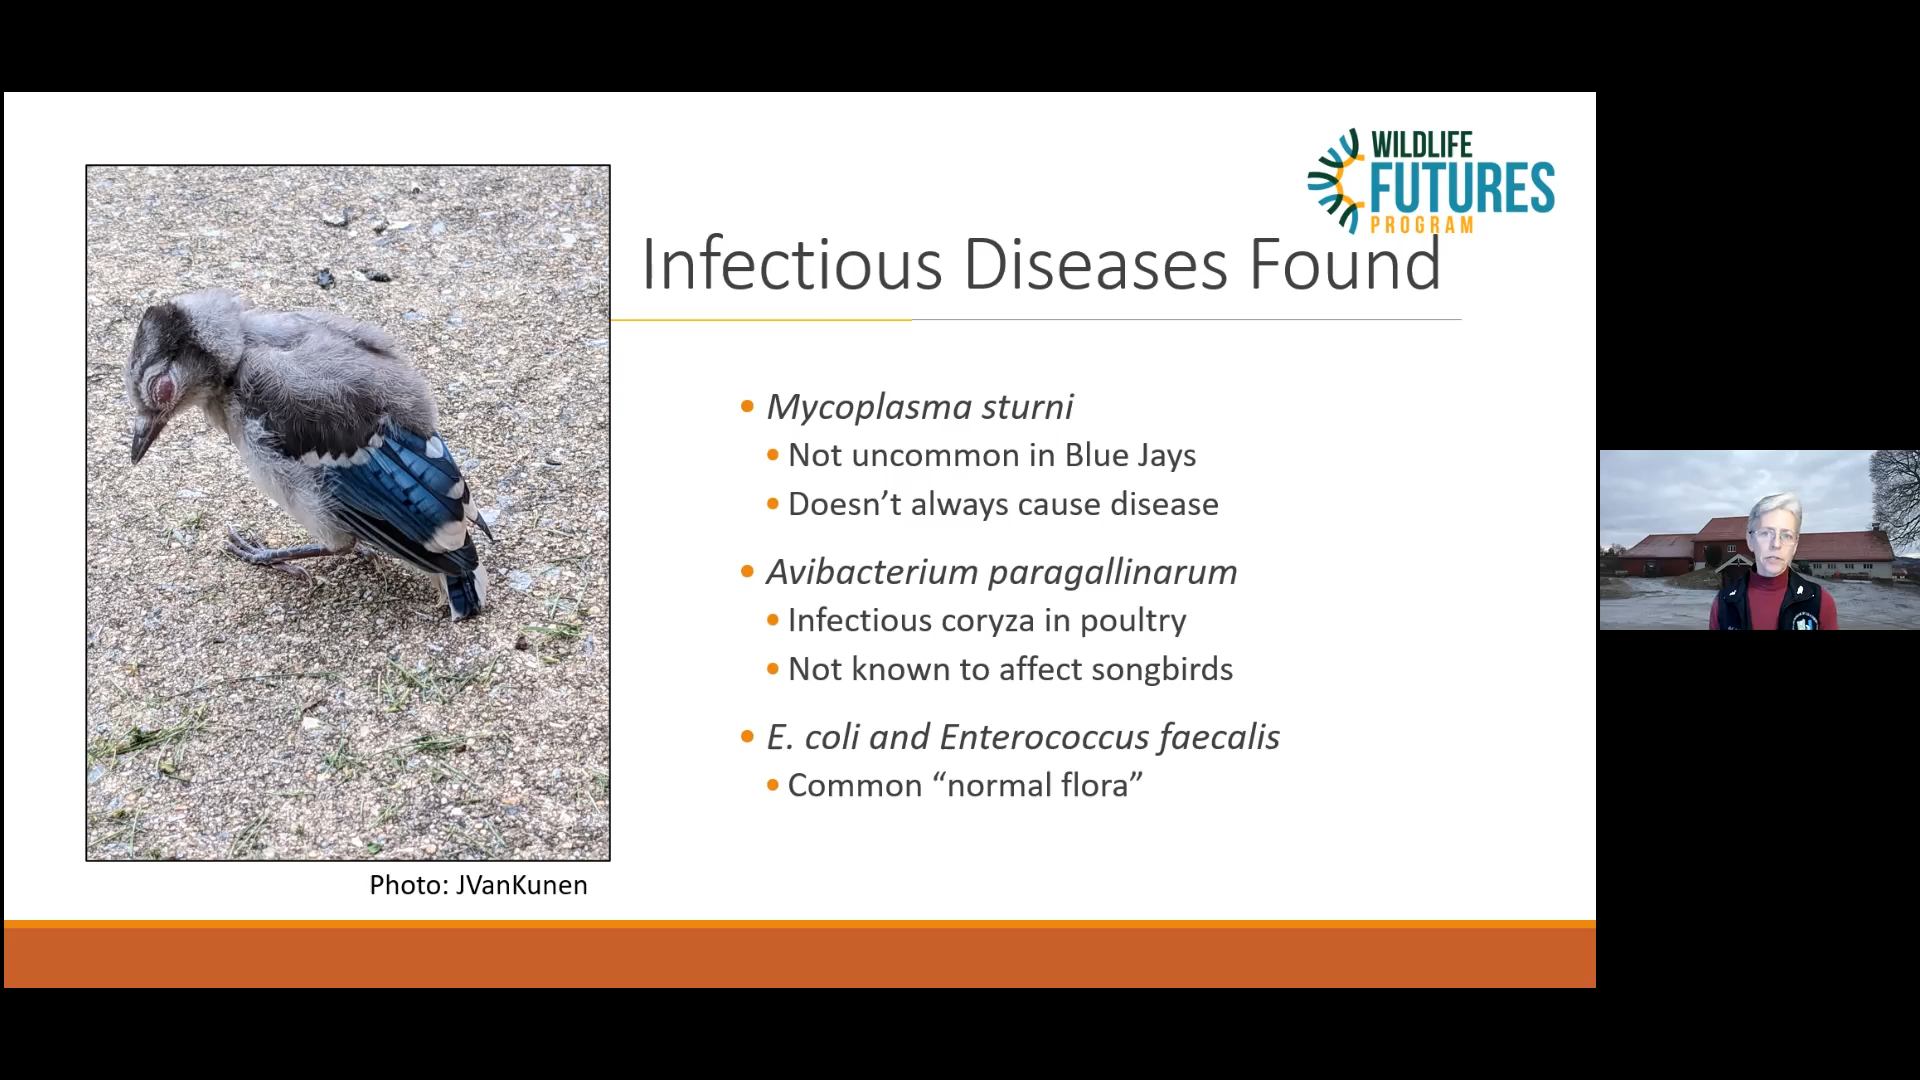 WILDLIFE
FUTURES
PROGRAM
Infectious Diseases Found
• Mycoplasma sturni
• Not uncommon in Blue Jays
• Doesn’t always cause disease
• Avibacterium paragallinarum
• Infectious coryza in poultry
• Not known to affect songbirds
• E. coli and Enterococcus faecalis
• Common “normal flora”
Photo: JVanKunen